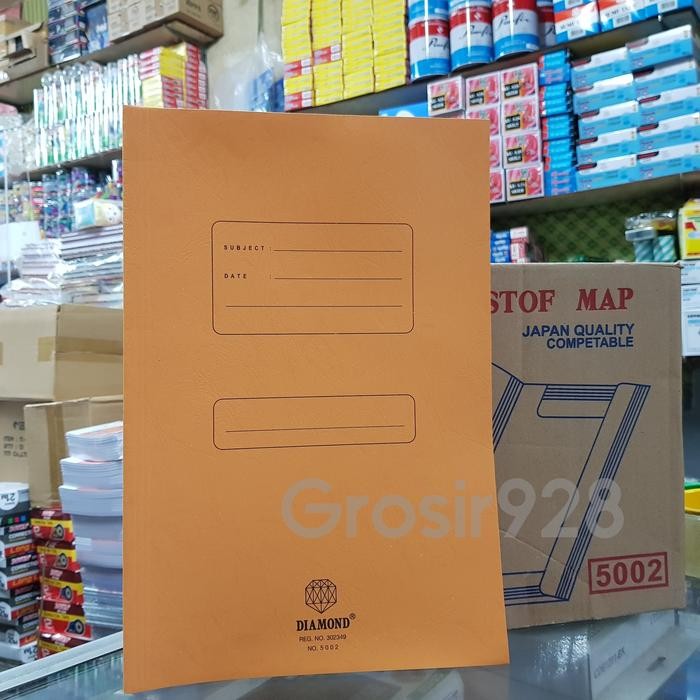 SUBJECT :
DATE :
DIAMOND®
REG. NO. 302349
NO. 5002
STOF MAP
JAPAN QUALITY
COMPETABLE
5002
Grosir928